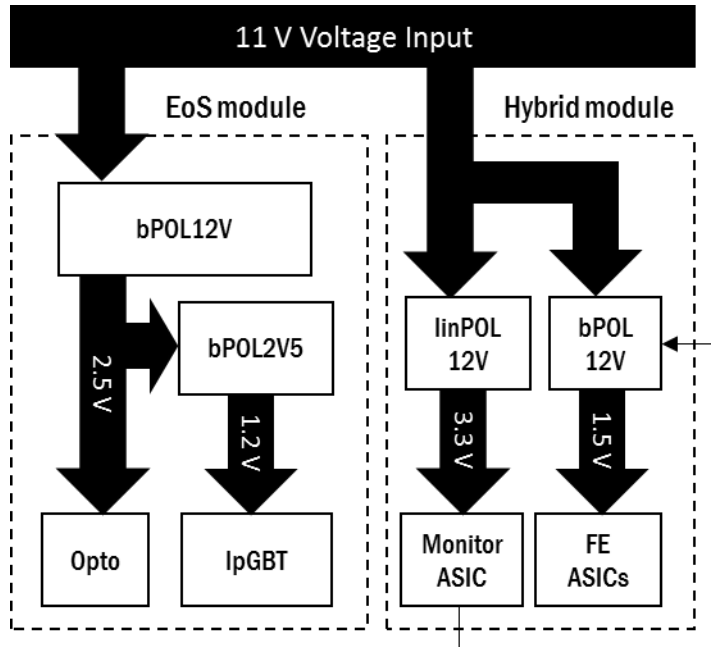 11 V Voltage Input
EoS module
Hybrid module
bPOL12V
linPOL
12V
bPOL
12V
bPOL2V5
2.5 V
1.2 V
3.3 V
1.5 V
Opto
lpGBT
Monitor
ASIC
FE
ASICs